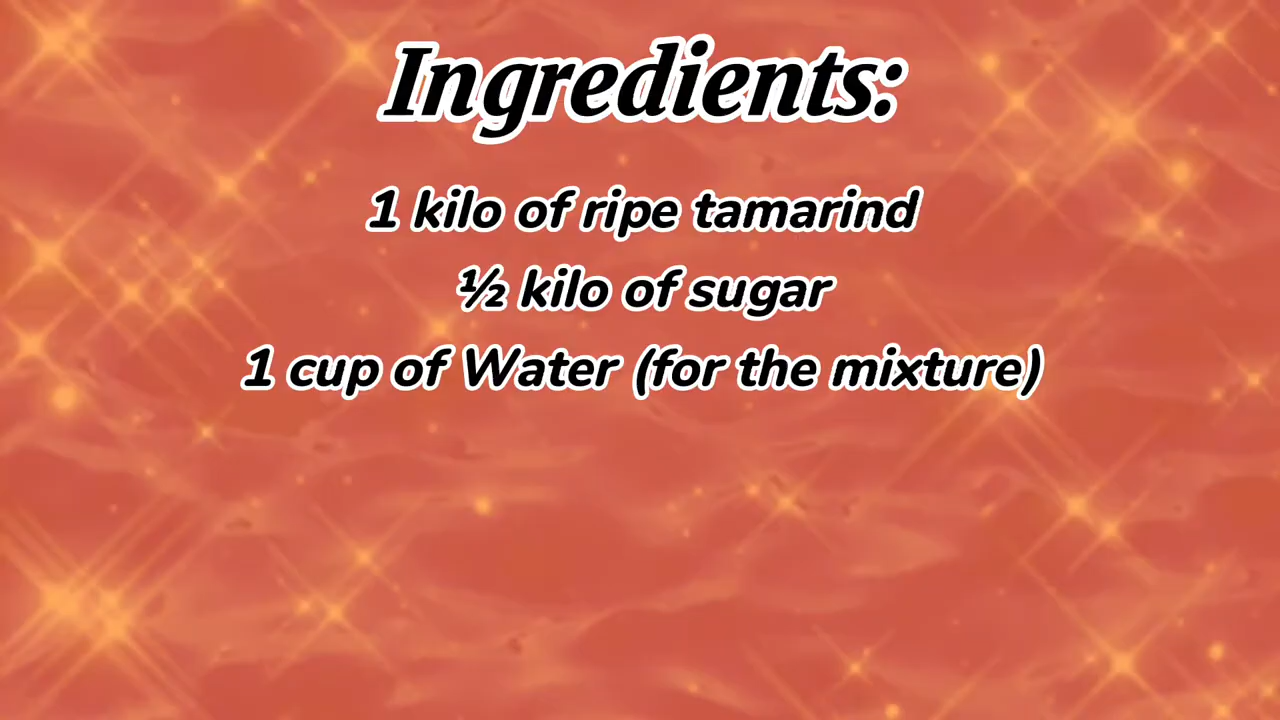 Ingredients:
1 kilo of ripe tamarind
½ kilo of sugar
1 cup of Water (for the mixture)